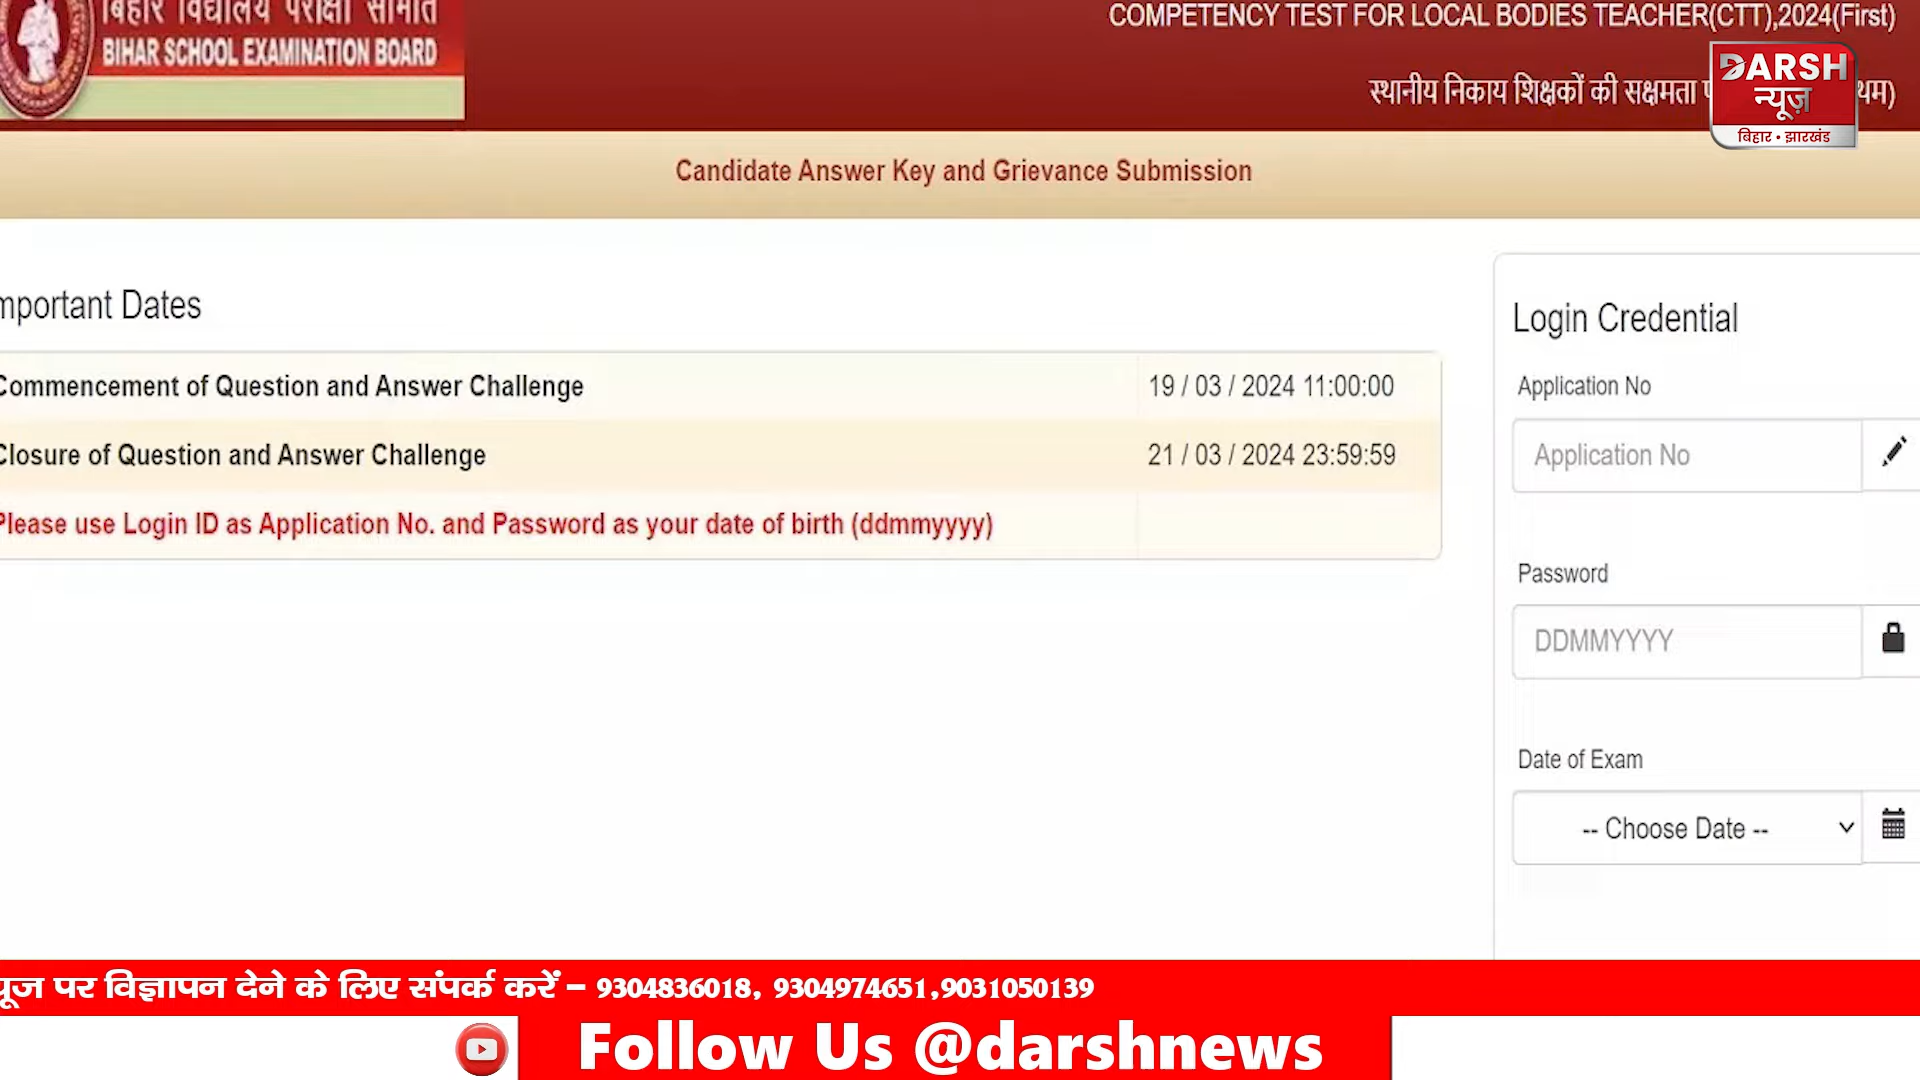 बिहार विद्यालय परीक्षा समिति
BIHAR SCHOOL EXAMINATION BOARD
COMPETENCY TEST FOR LOCAL BODIES TEACHER(CTT),2024(First)
स्थानीय निकाय शिक्षकों की सक्षमता
थम)
DARSH
न्यूज़
बिहार • झारखंड
Candidate Answer Key and Grievance Submission
mportant Dates
Commencement of Question and Answer Challenge 19 / 03 / 2024 11:00:00
Closure of Question and Answer Challenge 21 / 03 / 2024 23:59:59
Please use Login ID as Application No. and Password as your date of birth (ddmmyyyy)
Login Credential
Application No
Application No
Password
DDMMYYYY
Date of Exam
-- Choose Date --
यूज पर विज्ञापन देने के लिए संपर्क करें – 9304836018, 9304974651,9031050139
Follow Us @darshnews